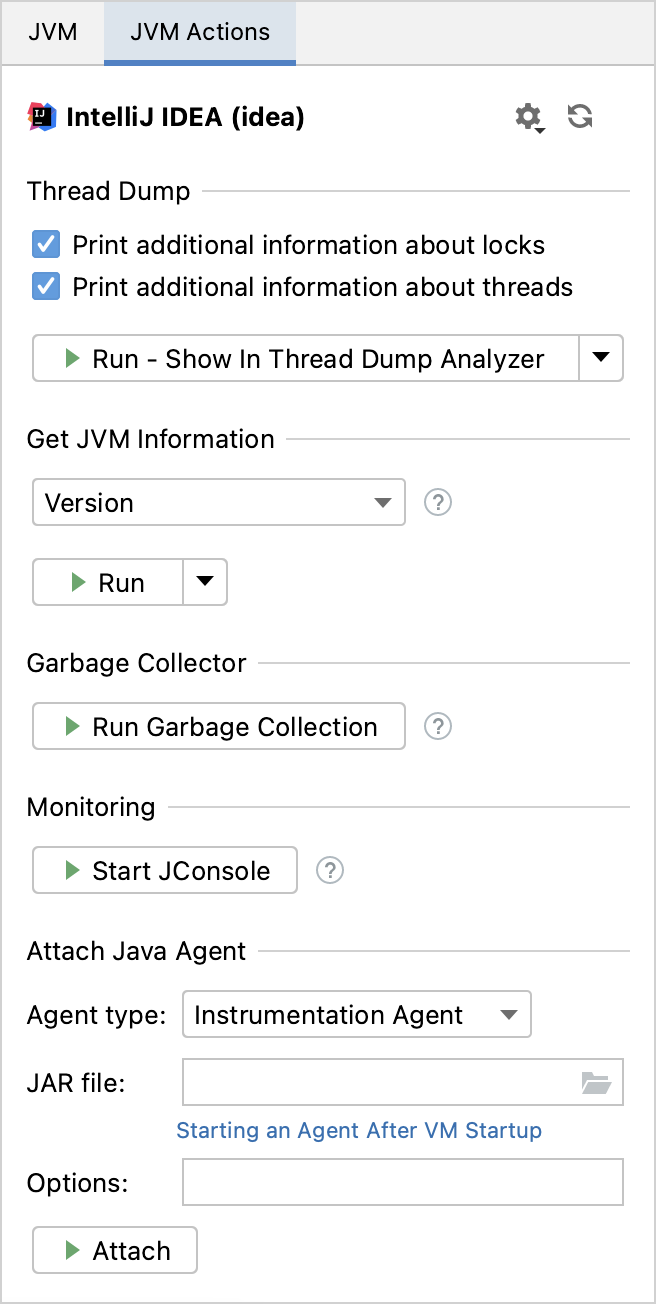 JVM JVM Actions
IntelliJ IDEA (idea)
Thread Dump
Print additional information about locks
Print additional information about threads
Run - Show In Thread Dump Analyzer
Get JVM Information
Version ?
Run
Garbage Collector
Run Garbage Collection ?
Monitoring
Start JConsole ?
Attach Java Agent
Agent type: Instrumentation Agent
JAR file:
Starting an Agent After VM Startup
Options:
Attach